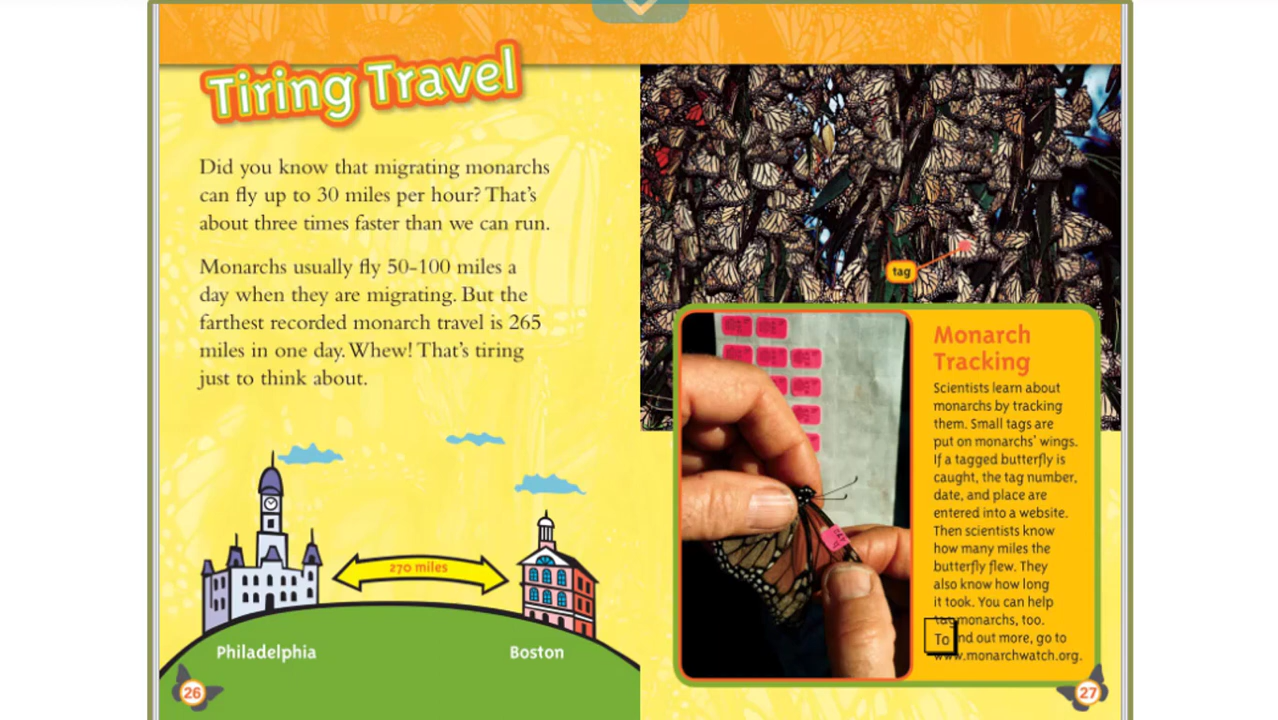 Tiring Travel
Did you know that migrating monarchs
can fly up to 30 miles per hour? That's
about three times faster than we can run.
Monarchs usually fly 50-100 miles a
day when they are migrating. But the
farthest recorded monarch travel is 265
miles in one day. Whew! That's tiring
just to think about.
270 miles
Philadelphia
Boston
26
tag
Monarch
Tracking
Scientists learn about
monarchs by tracking
them. Small tags are
put on monarchs' wings.
If a tagged butterfly is
caught, the tag number,
date, and place are
entered into a website.
Then scientists know
how many miles the
butterfly flew. They
also know how long
it took. You can help
tag monarchs, too.
To nd out more, go to
www.monarchwatch.org.
27